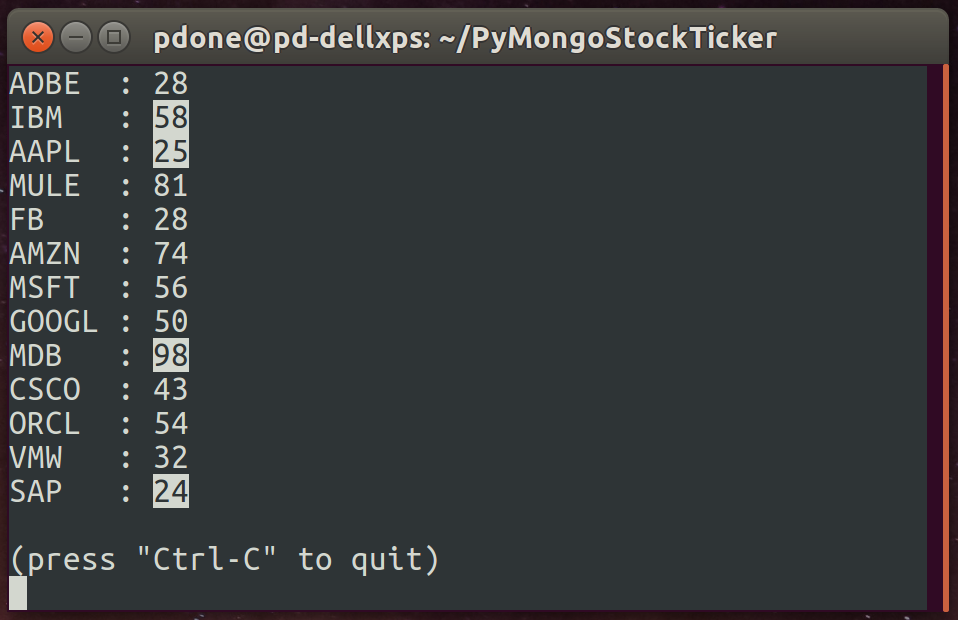 pdone@pd-dellxps: ~/PyMongoStockTicker
ADBE : 28
IBM : 58
AAPL : 25
MULE : 81
FB : 28
AMZN : 74
MSFT : 56
GOOGL : 50
MDB : 98
CSCO : 43
ORCL : 54
VMW : 32
SAP : 24
(press "Ctrl-C" to quit)